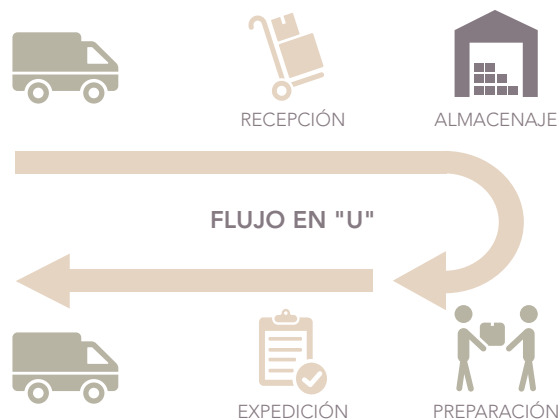 RECEPCIÓN
ALMACENAJE
FLUJO EN "U"
EXPEDICIÓN
PREPARACIÓN